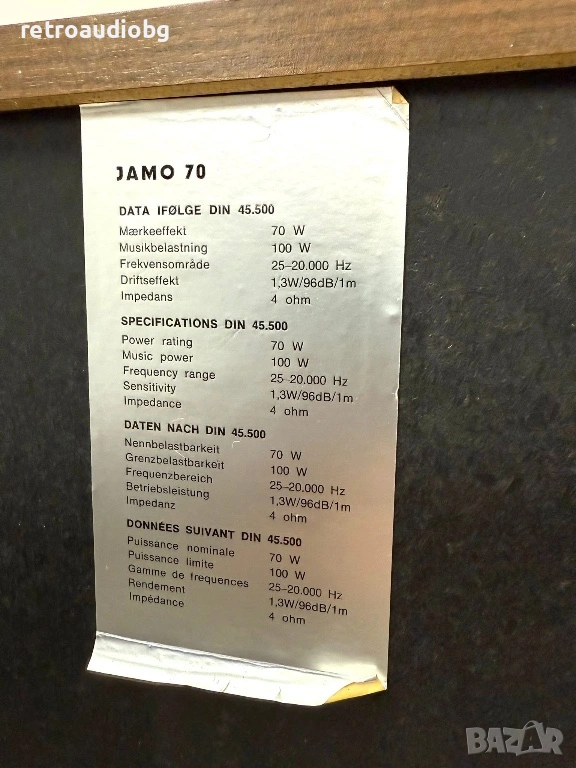 retroaudiobg
JAMO 70
DATA IFØLGE DIN 45.500
Mærkeeffekt 70 W
Musikbelastning 100 W
Frekvensområde 25–20.000 Hz
Driftseffekt 1,3W/96dB/1m
Impedans 4 ohm
SPECIFICATIONS DIN 45.500
Power rating 70 W
Music power 100 W
Frequency range 25–20.000 Hz
Sensitivity 1,3W/96dB/1m
Impedance 4 ohm
DATEN NACH DIN 45.500
Nennbelastbarkeit 70 W
Grenzbelastbarkeit 100 W
Frequenzbereich 25–20.000 Hz
Betriebsleistung 1,3W/96dB/1m
Impedanz 4 ohm
DONNÉES SUIVANT DIN 45.500
Puissance nominale 70 W
Puissance limite 100 W
Gamme de frequences 25–20.000 Hz
Rendement 1,3W/96dB/1m
Impédance 4 ohm
BAZAR